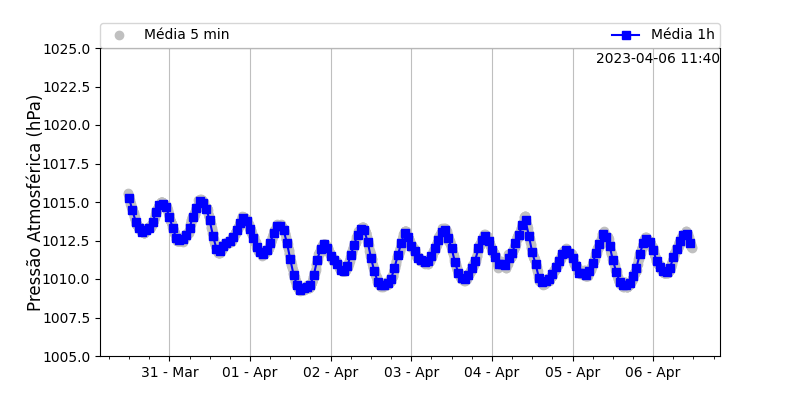 Média 5 min
Média 1h
2023-04-06 11:40
Pressão Atmosférica (hPa)
1025.0
1022.5
1020.0
1017.5
1015.0
1012.5
1010.0
1007.5
1005.0
31 - Mar
01 - Apr
02 - Apr
03 - Apr
04 - Apr
05 - Apr
06 - Apr